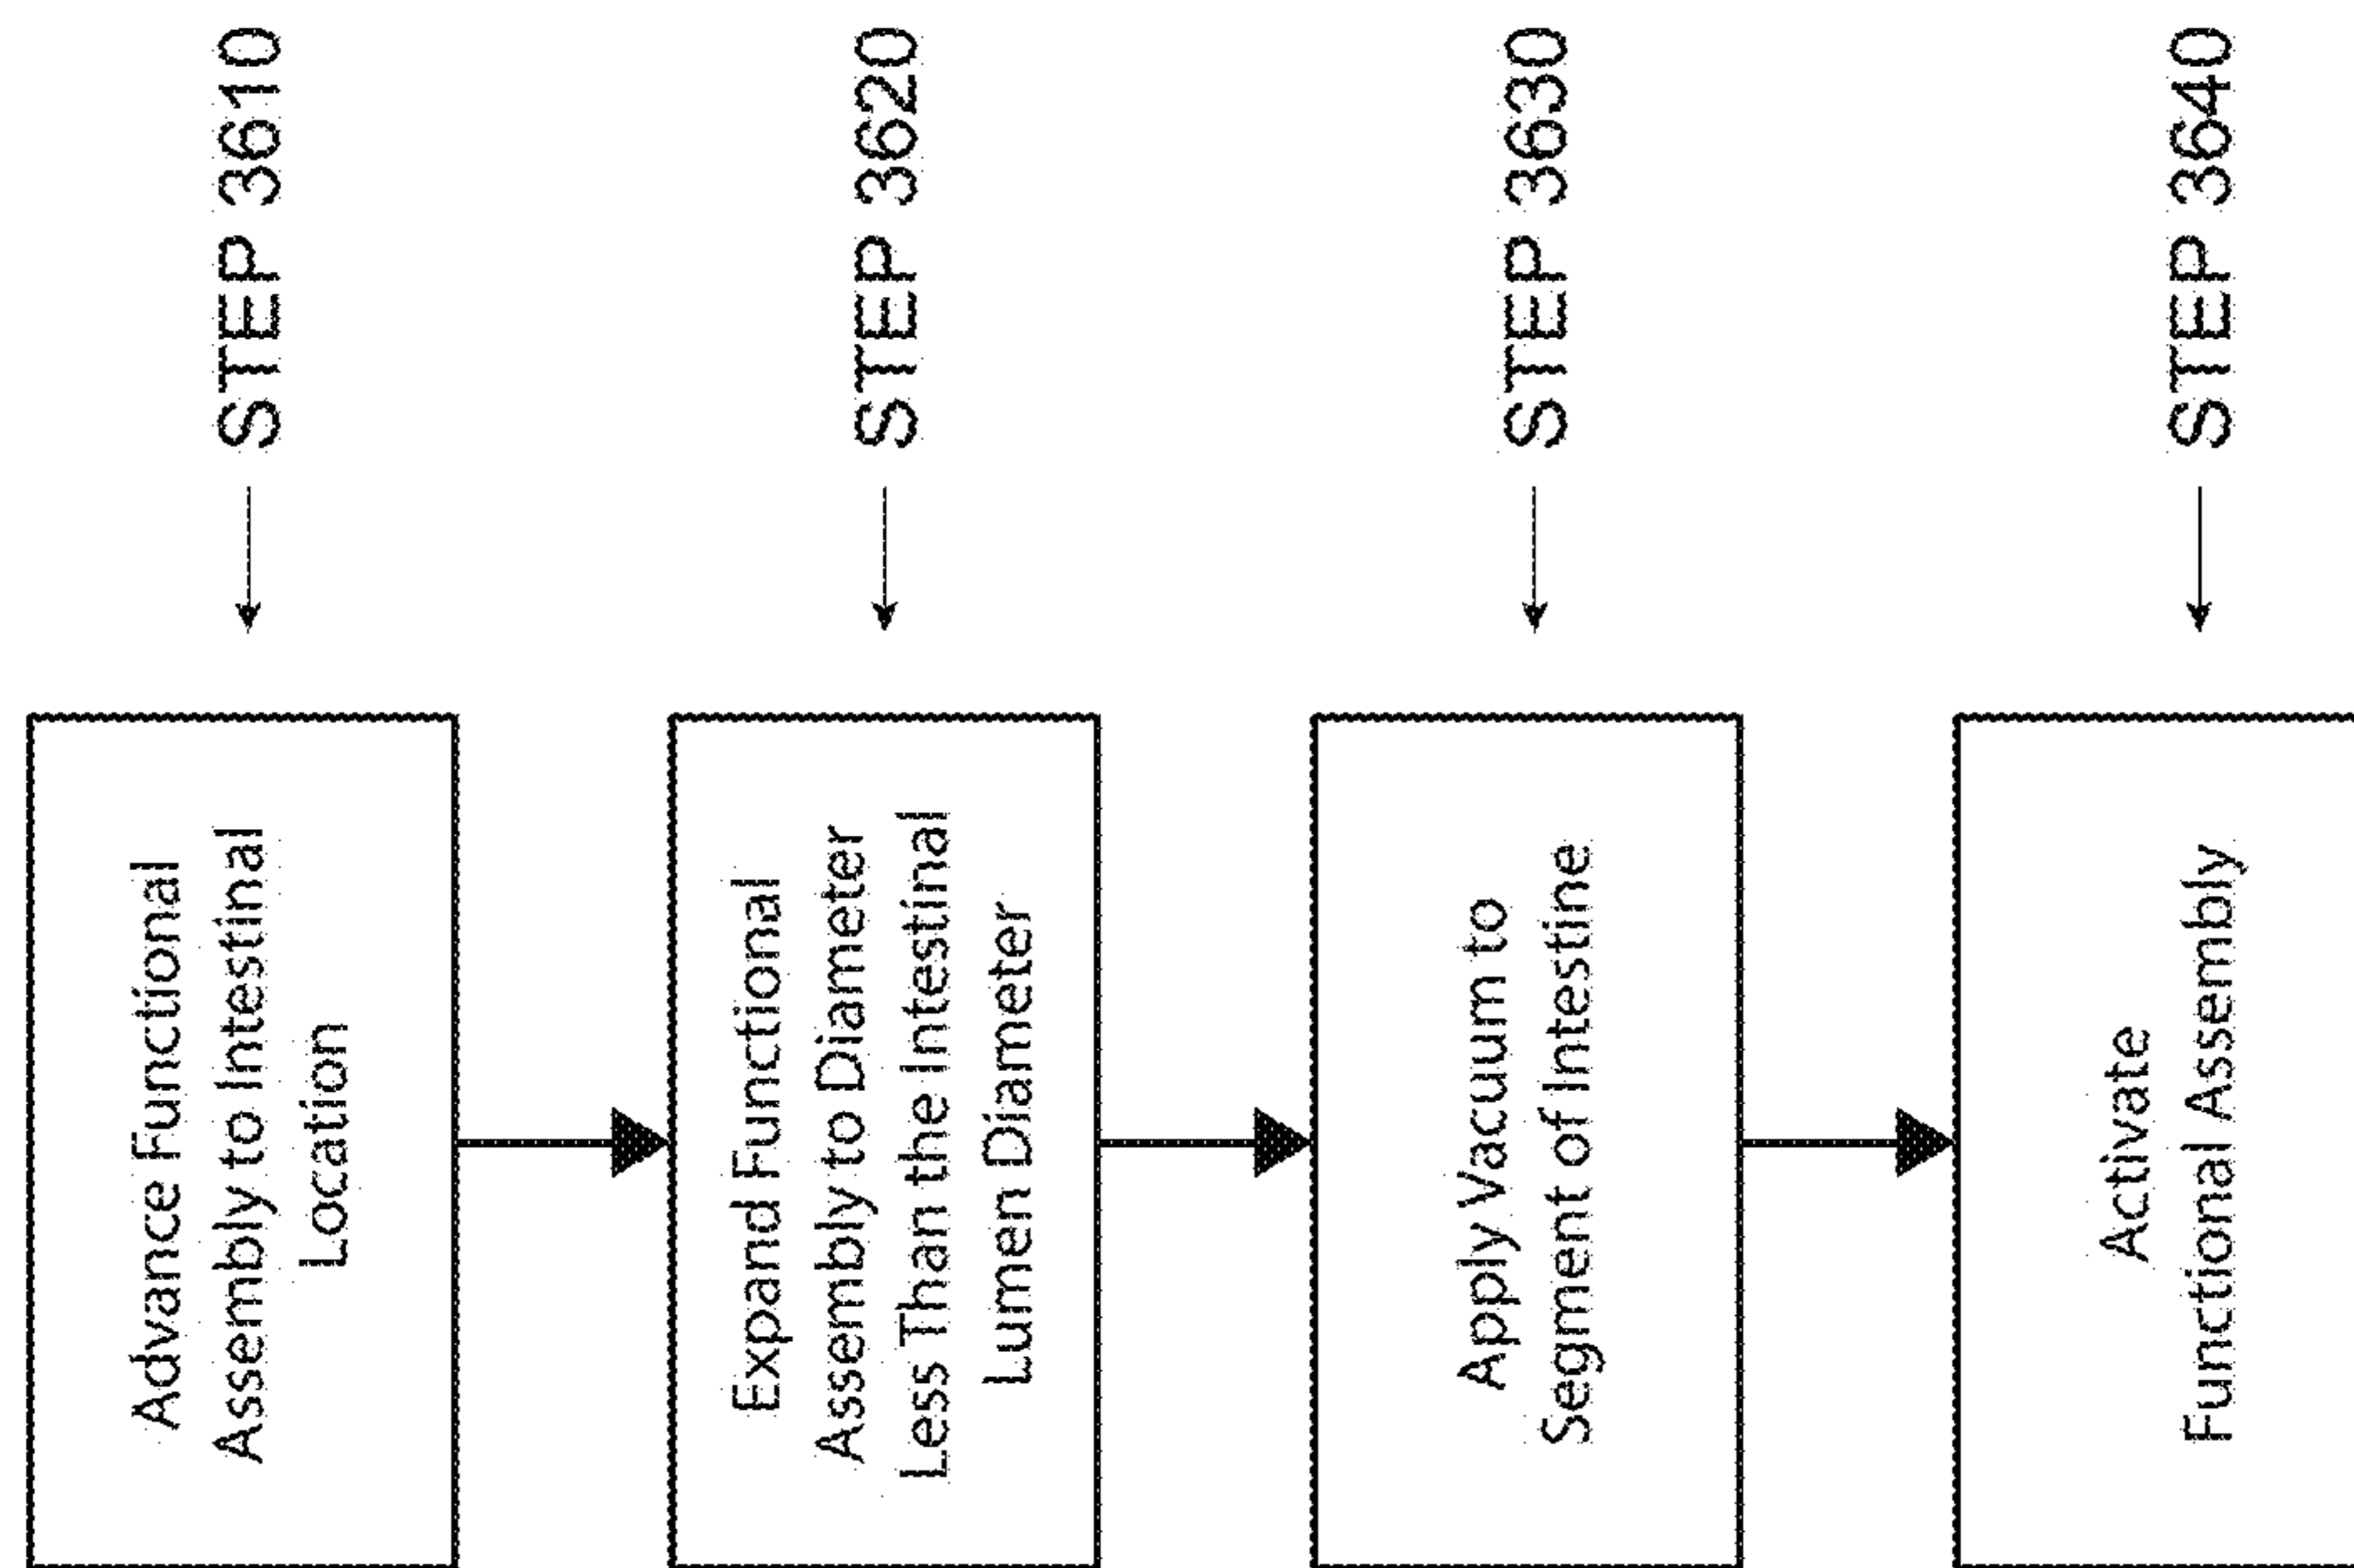 Advance Functional
Assembly to Intestinal
Location
STEP 3610
Expand Functional
Assembly to Diameter
Less Than the Intestinal
Lumen Diameter
STEP 3620
Apply Vacuum to
Segment of Intestine
STEP 3630
Activate
Functional Assembly
STEP 3640